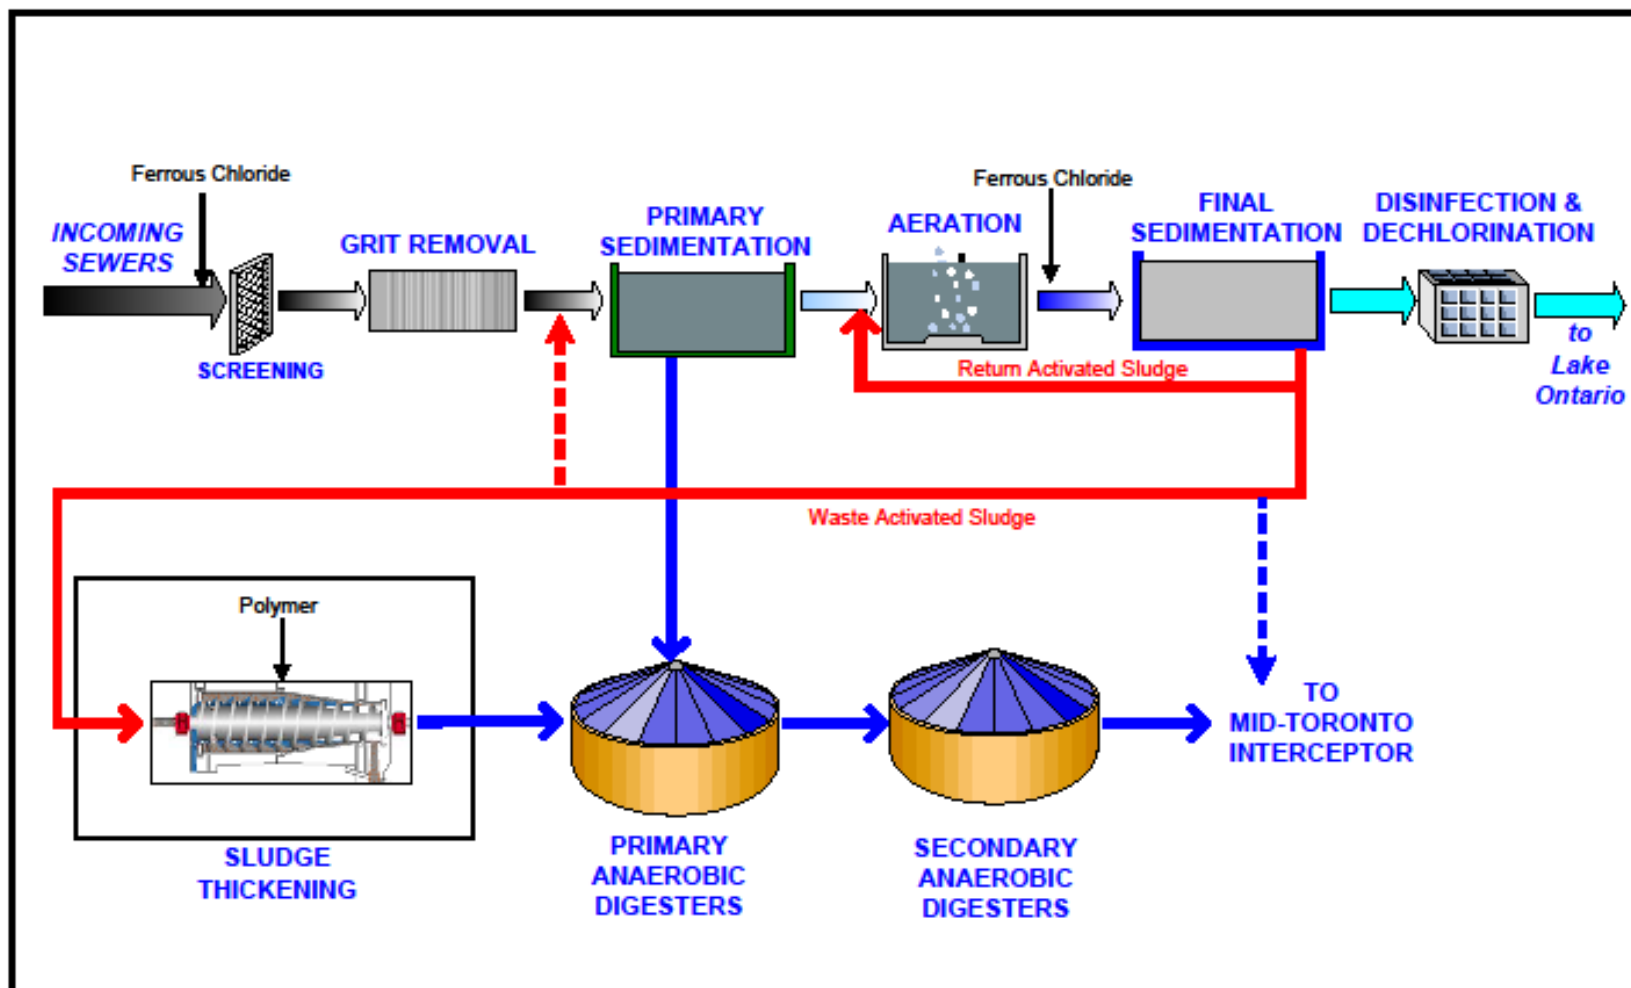 Ferrous Chloride
INCOMING
SEWERS
SCREENING
GRIT REMOVAL
PRIMARY
SEDIMENTATION
AERATION
Ferrous Chloride
FINAL
SEDIMENTATION
DISINFECTION &
DECHLORINATION
to
Lake
Ontario
Return Activated Sludge
Waste Activated Sludge
Polymer
SLUDGE
THICKENING
PRIMARY
ANAEROBIC
DIGESTERS
SECONDARY
ANAEROBIC
DIGESTERS
TO
MID-TORONTO
INTERCEPTOR